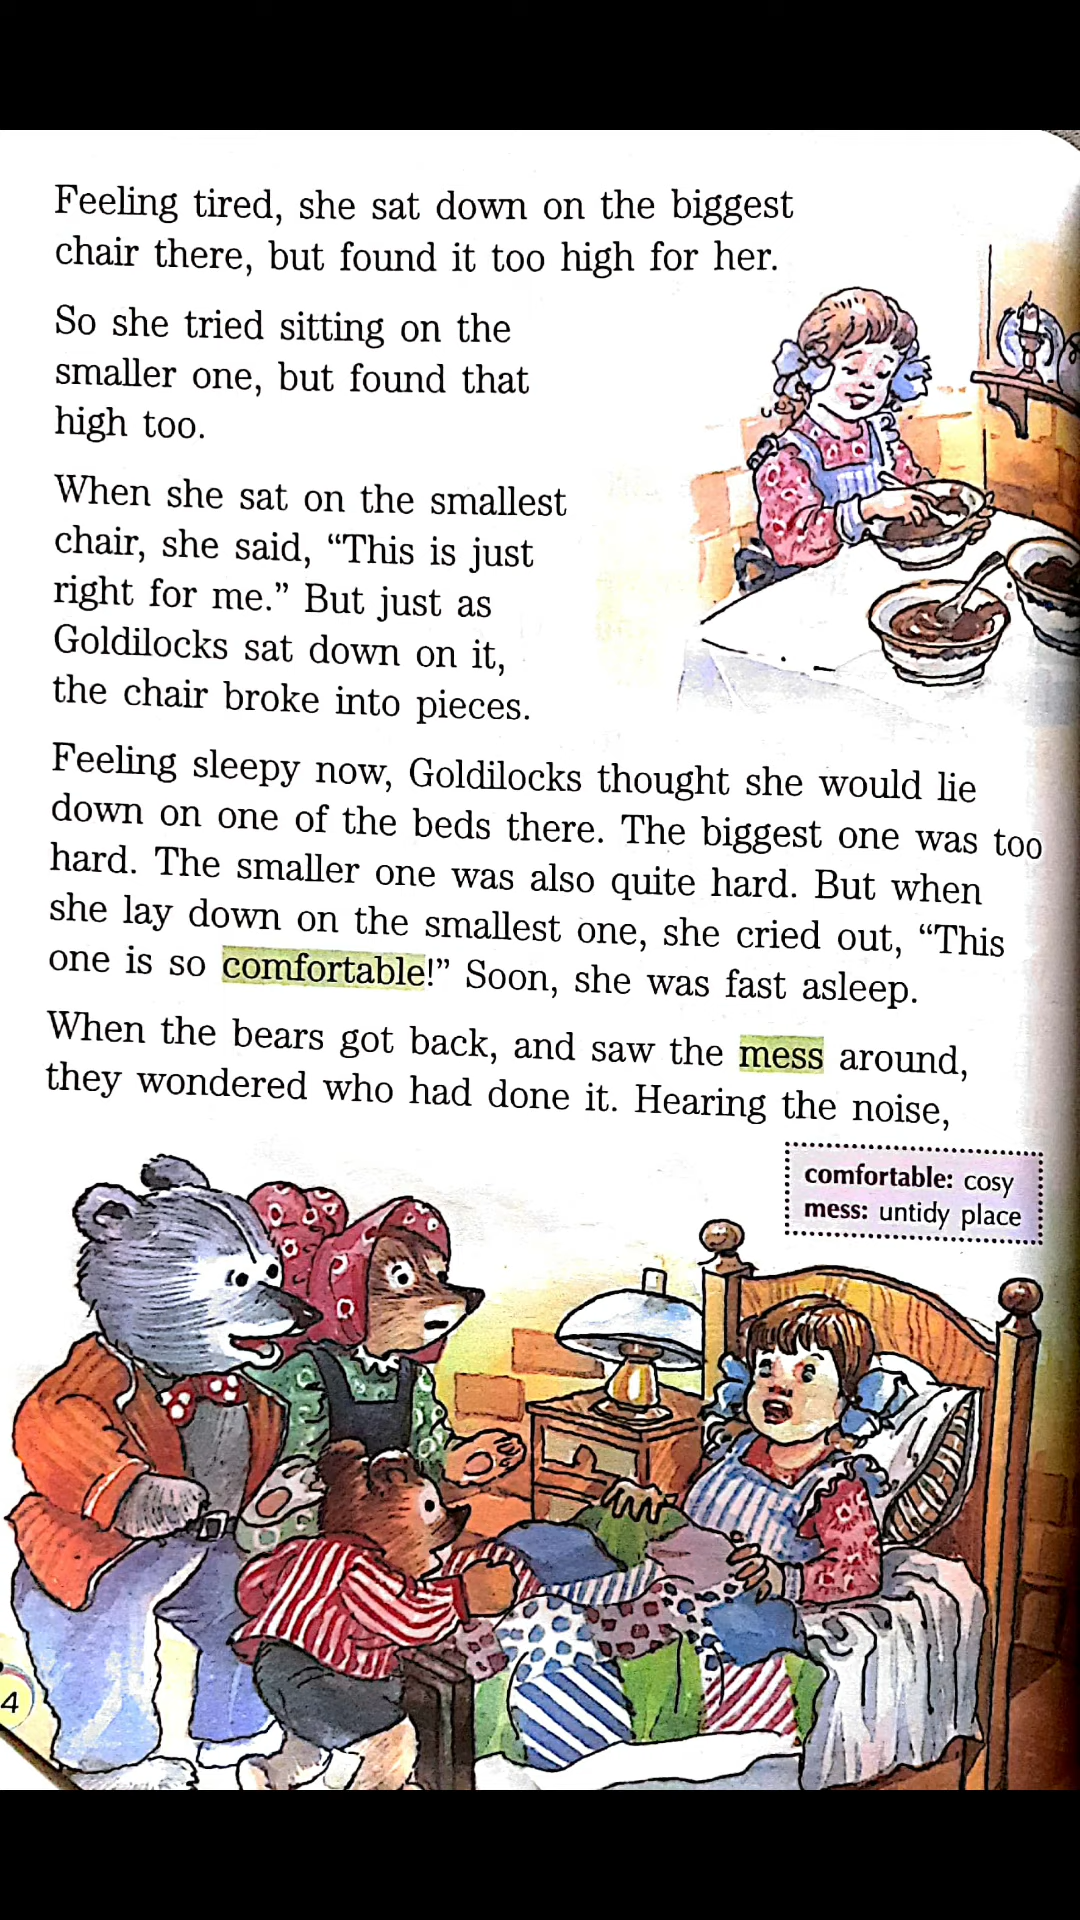 Feeling tired, she sat down on the biggest
chair there, but found it too high for her.
So she tried sitting on the
smaller one, but found that
high too.
When she sat on the smallest
chair, she said, “This is just
right for me.” But just as
Goldilocks sat down on it,
the chair broke into pieces.
Feeling sleepy now, Goldilocks thought she would lie
down on one of the beds there. The biggest one was too
hard. The smaller one was also quite hard. But when
she lay down on the smallest one, she cried out, “This
one is so comfortable!” Soon, she was fast asleep.
When the bears got back, and saw the mess around,
they wondered who had done it. Hearing the noise,
comfortable: cosy
mess: untidy place
4